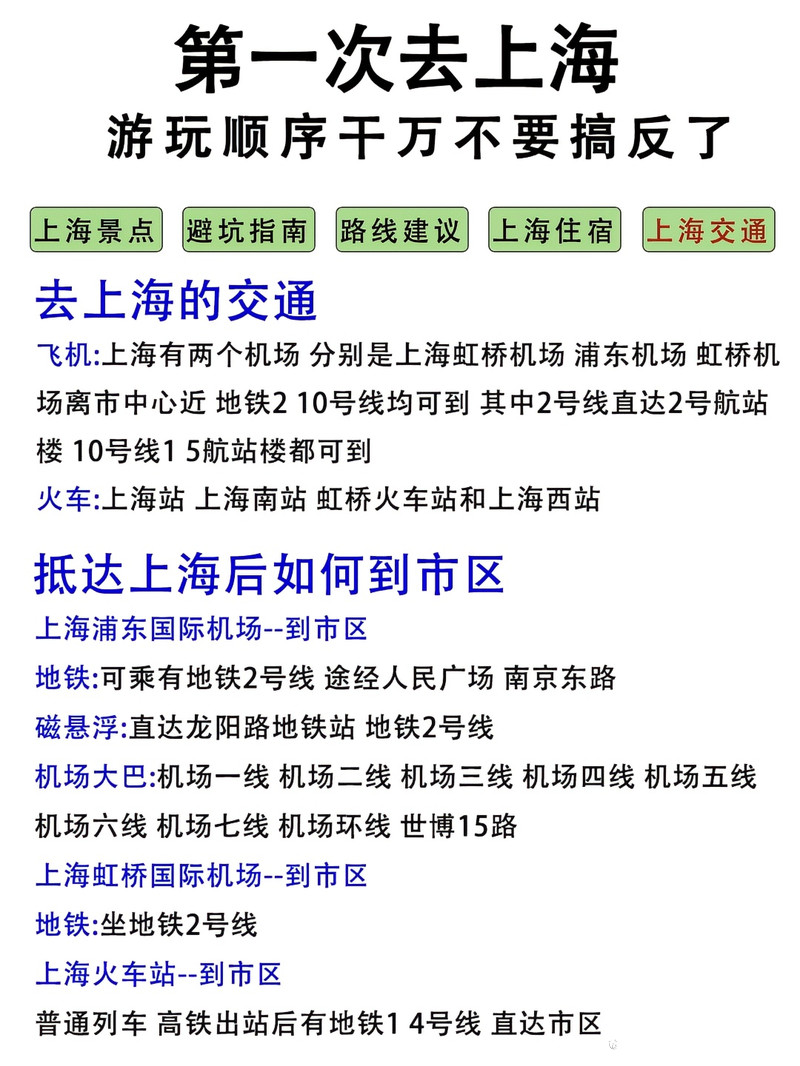 第一次去上海
游玩顺序千万不要搞反了
上海景点 避坑指南 路线建议 上海住宿 上海交通
去上海的交通
飞机:上海有两个机场 分别是上海虹桥机场 浦东机场 虹桥机
场离市中心近 地铁2 10号线均可到 其中2号线直达2号航站
楼 10号线1 5航站楼都可到
火车:上海站 上海南站 虹桥火车站和上海西站
抵达上海后如何到市区
上海浦东国际机场--到市区
地铁:可乘有地铁2号线 途经人民广场 南京东路
磁悬浮:直达龙阳路地铁站 地铁2号线
机场大巴:机场一线 机场二线 机场三线 机场四线 机场五线
机场六线 机场七线 机场环线 世博15路
上海虹桥国际机场--到市区
地铁:坐地铁2号线
上海火车站--到市区
普通列车 高铁出站后有地铁1 4号线 直达市区